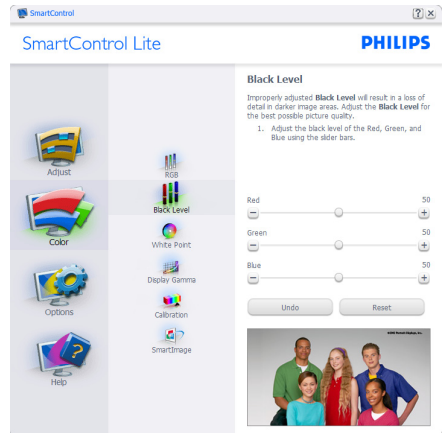 SmartControl
? ×
SmartControl Lite
PHILIPS
Adjust
Color
Options
Help
RGB
Black Level
White Point
Display Gamma
Calibration
SmartImage
Black Level
Improperly adjusted Black Level will result in a loss of
detail in darker image areas. Adjust the Black Level for
the best possible picture quality.
1. Adjust the black level of the Red, Green, and
Blue using the slider bars.
Red 50
Green 50
Blue 50
Undo Reset